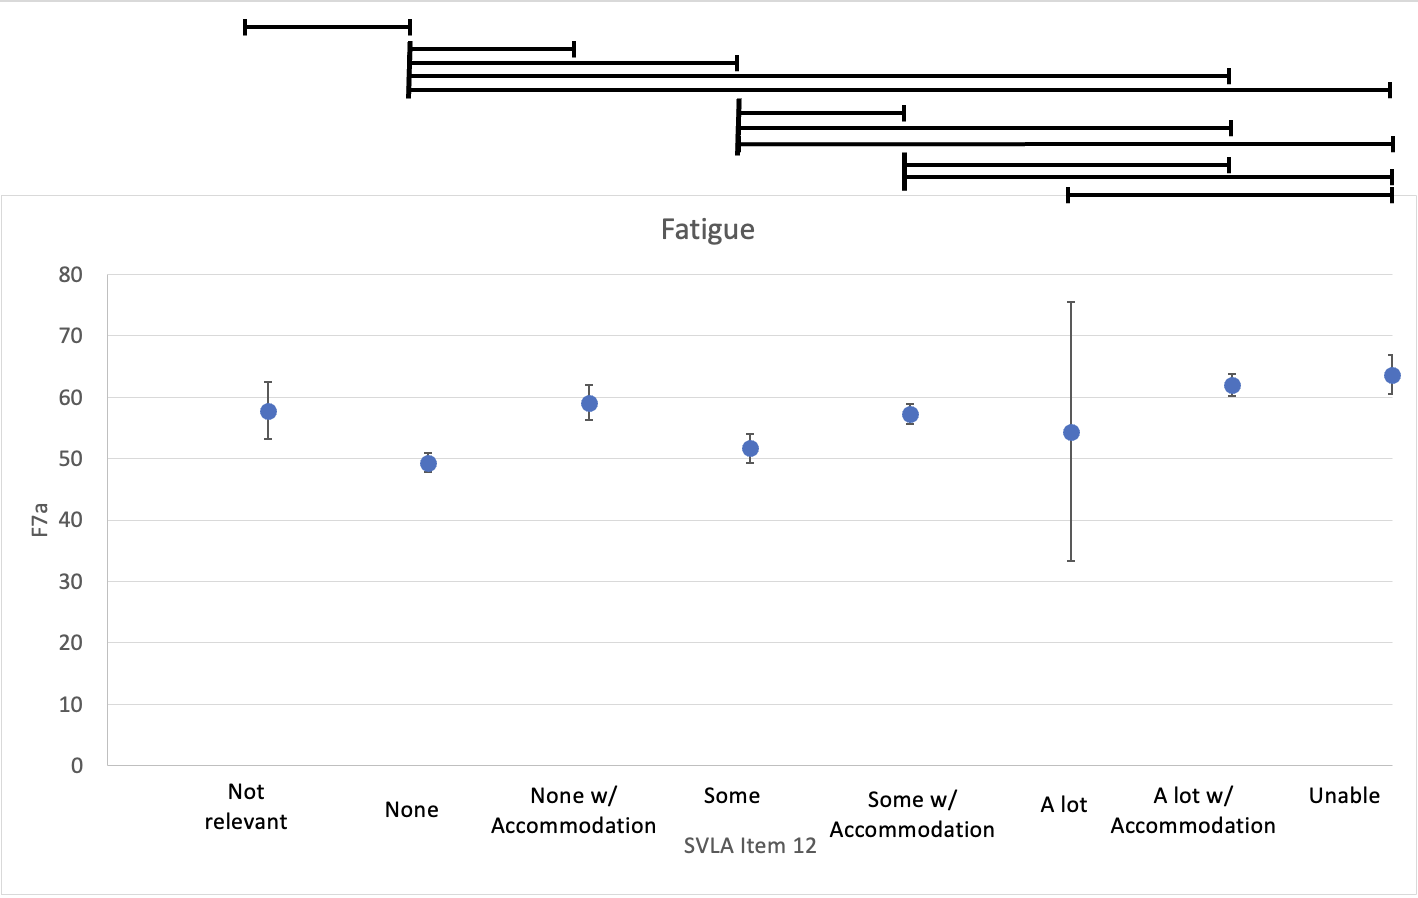 Fatigue
80
70
60
50
40
30
20
10
0
F7a
Not
relevant
None
None w/
Accommodation
Some
Some w/
Accommodation
A lot
A lot w/
Accommodation
Unable
SVLA Item 12